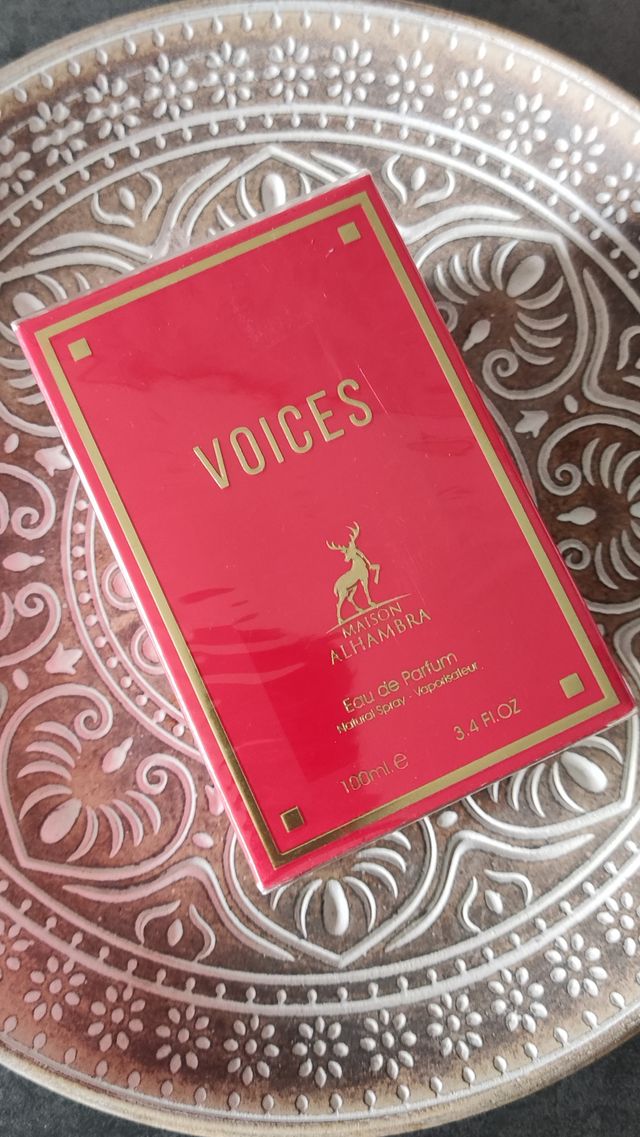 VOICES
MAISON
ALHAMBRA
Eau de Parfum
Natural Spray - Vaporisateur
100ml.e 3.4 Fl.OZ